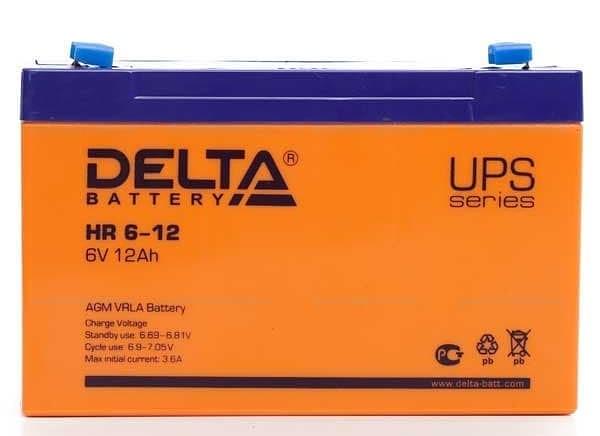 DELTA®
BATTERY
UPS
series
HR 6-12
6V 12Ah
AGM VRLA Battery
Charge Voltage
Standby use: 6.69-6.81V
Cycle use: 6.9-7.05V
Max initial current: 3.6A
pb pb
www.delta-batt.com